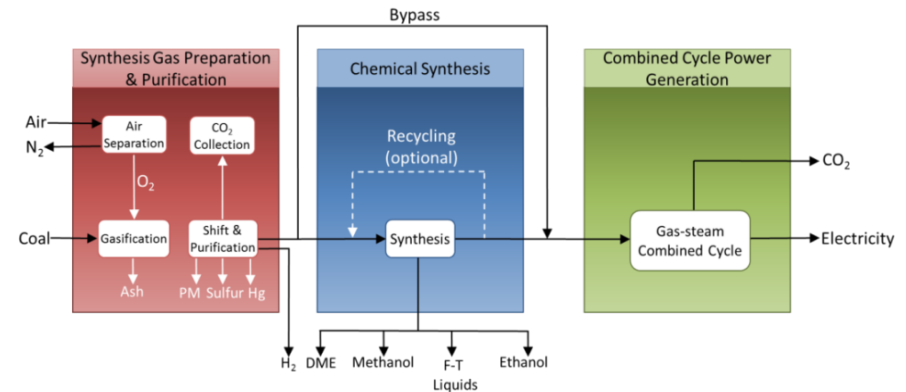 Bypass
Synthesis Gas Preparation
& Purification
Chemical Synthesis
Combined Cycle Power
Generation
Air
N2
Air
Separation
CO2
Collection
Recycling
(optional)
CO2
O2
Coal
Gasification
Shift &
Purification
Synthesis
Gas-steam
Combined Cycle
Electricity
Ash
PM Sulfur Hg
H2 DME Methanol F-T Ethanol
Liquids